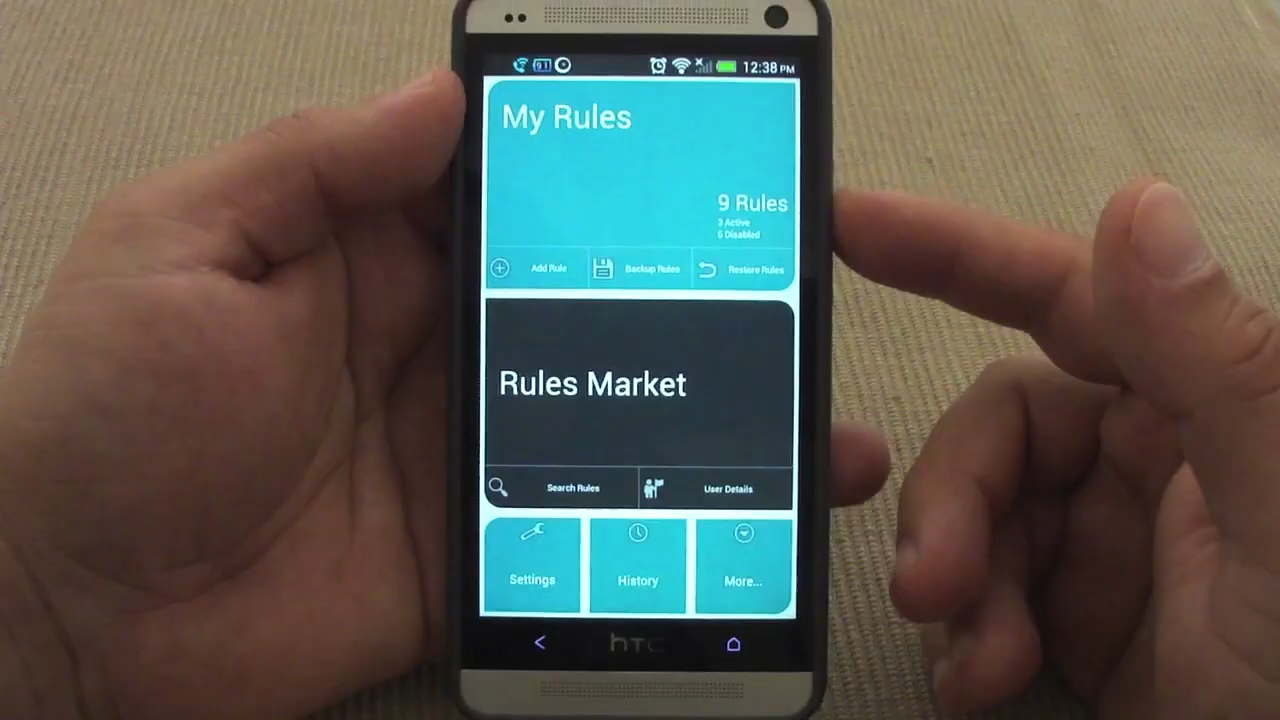 91
12:38 PM
My Rules
9 Rules
3 Active
6 Disabled
Add Rule
Backup Rules
Restore Rules
Rules Market
Search Rules
User Details
Settings
History
More...
hTC